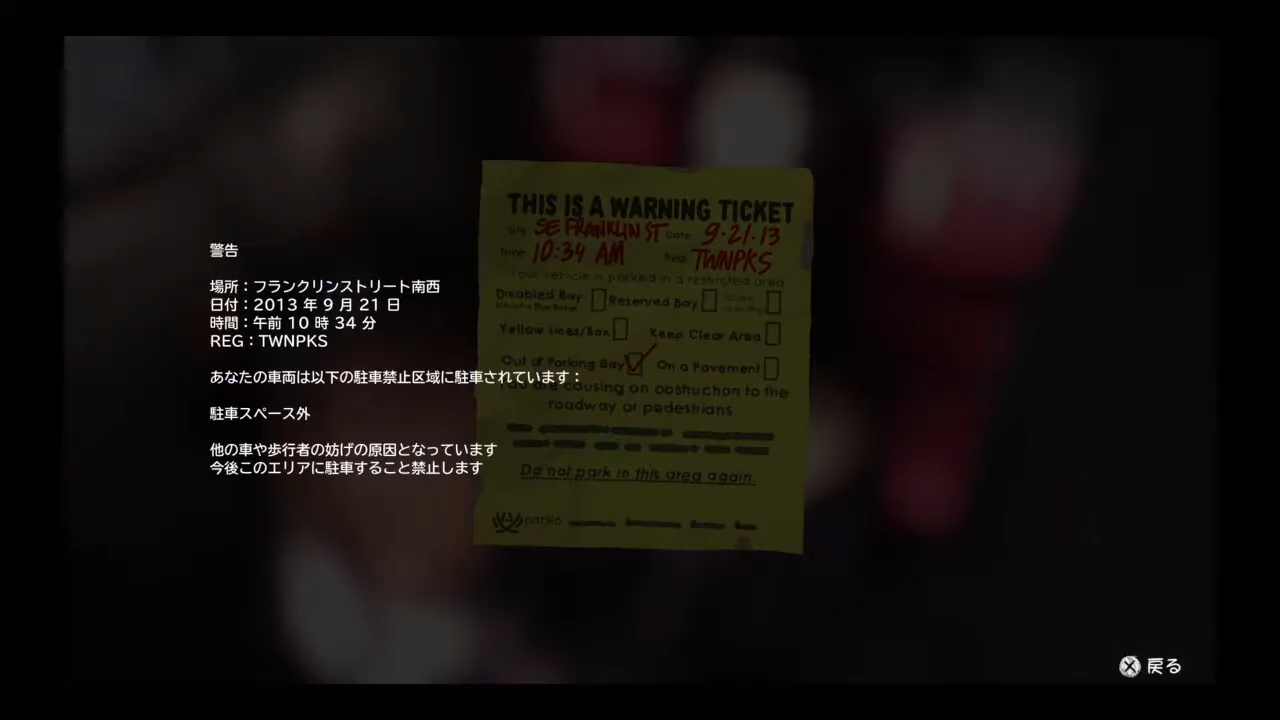 警告
場所：フランクリンストリート南西
日付：2013 年 9 月 21 日
時間：午前 10 時 34 分
REG：TWNPKS
あなたの車両は以下の駐車禁止区域に駐車されています：
駐車スペース外
他の車や歩行者の妨げの原因となっています
今後このエリアに駐車すること禁止します
THIS IS A WARNING TICKET
Site: SE FRANKLIN ST Date: 9·21·13
Time: 10:34 AM Reg: TWNPKS
Your vehicle is parked in a restricted area
Disabled Bay Reserved Bay
Yellow Lines/Box Keep Clear Area
Out of Parking Bay On a Pavement
You are causing an obstruction to the
roadway or pedestrians
Do not park in this area again.
parks
戻る